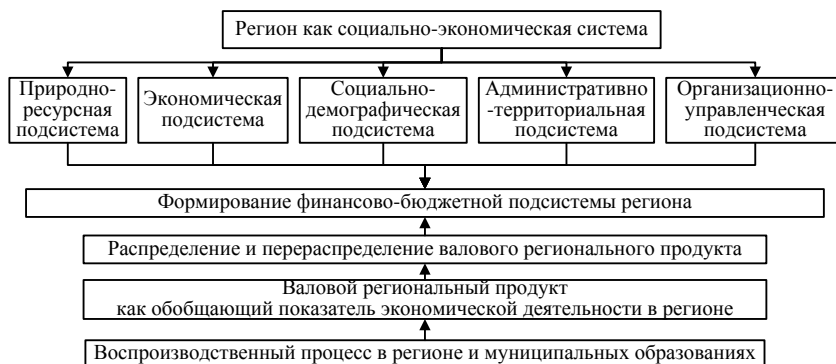 Регион как социально-экономическая система
Природно-
ресурсная
подсистема
Экономическая
подсистема
Социально-
демографическая
подсистема
Административно
-территориальная
подсистема
Организационно-
управленческая
подсистема
Формирование финансово-бюджетной подсистемы региона
Распределение и перераспределение валового регионального продукта
Валовой региональный продукт
как обобщающий показатель экономической деятельности в регионе
Воспроизводственный процесс в регионе и муниципальных образованиях